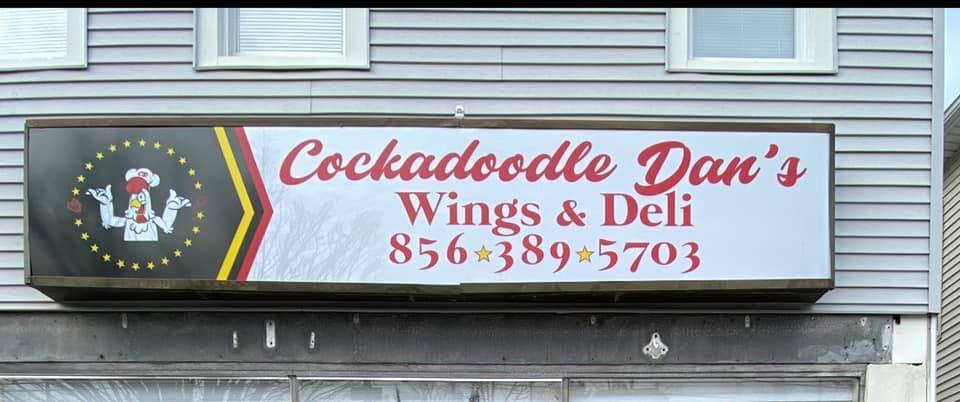 Cockadoodle Dan's
Wings & Deli
856★389★5703